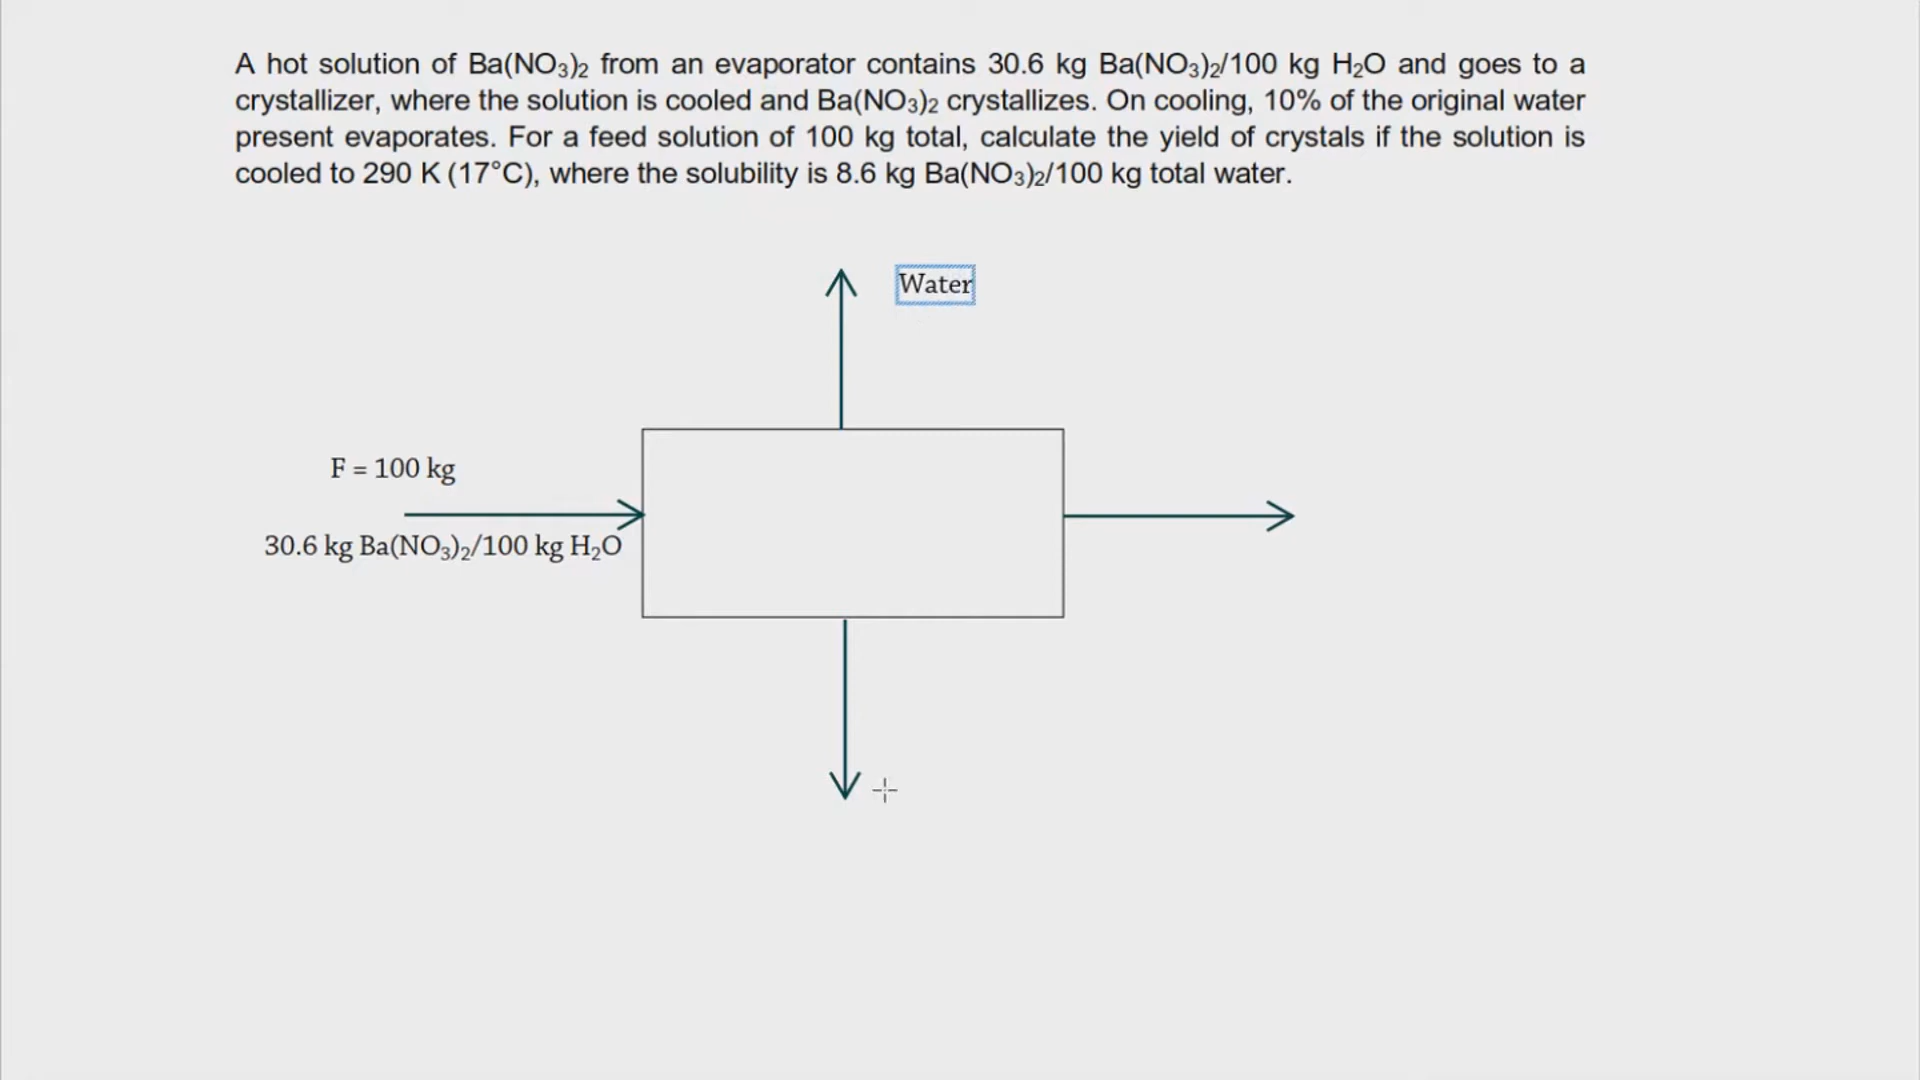 A hot solution of Ba(NO₃)₂ from an evaporator contains 30.6 kg Ba(NO₃)₂/100 kg H₂O and goes to a
crystallizer, where the solution is cooled and Ba(NO₃)₂ crystallizes. On cooling, 10% of the original water
present evaporates. For a feed solution of 100 kg total, calculate the yield of crystals if the solution is
cooled to 290 K (17°C), where the solubility is 8.6 kg Ba(NO₃)₂/100 kg total water.
Water
F = 100 kg
30.6 kg Ba(NO₃)₂/100 kg H₂O